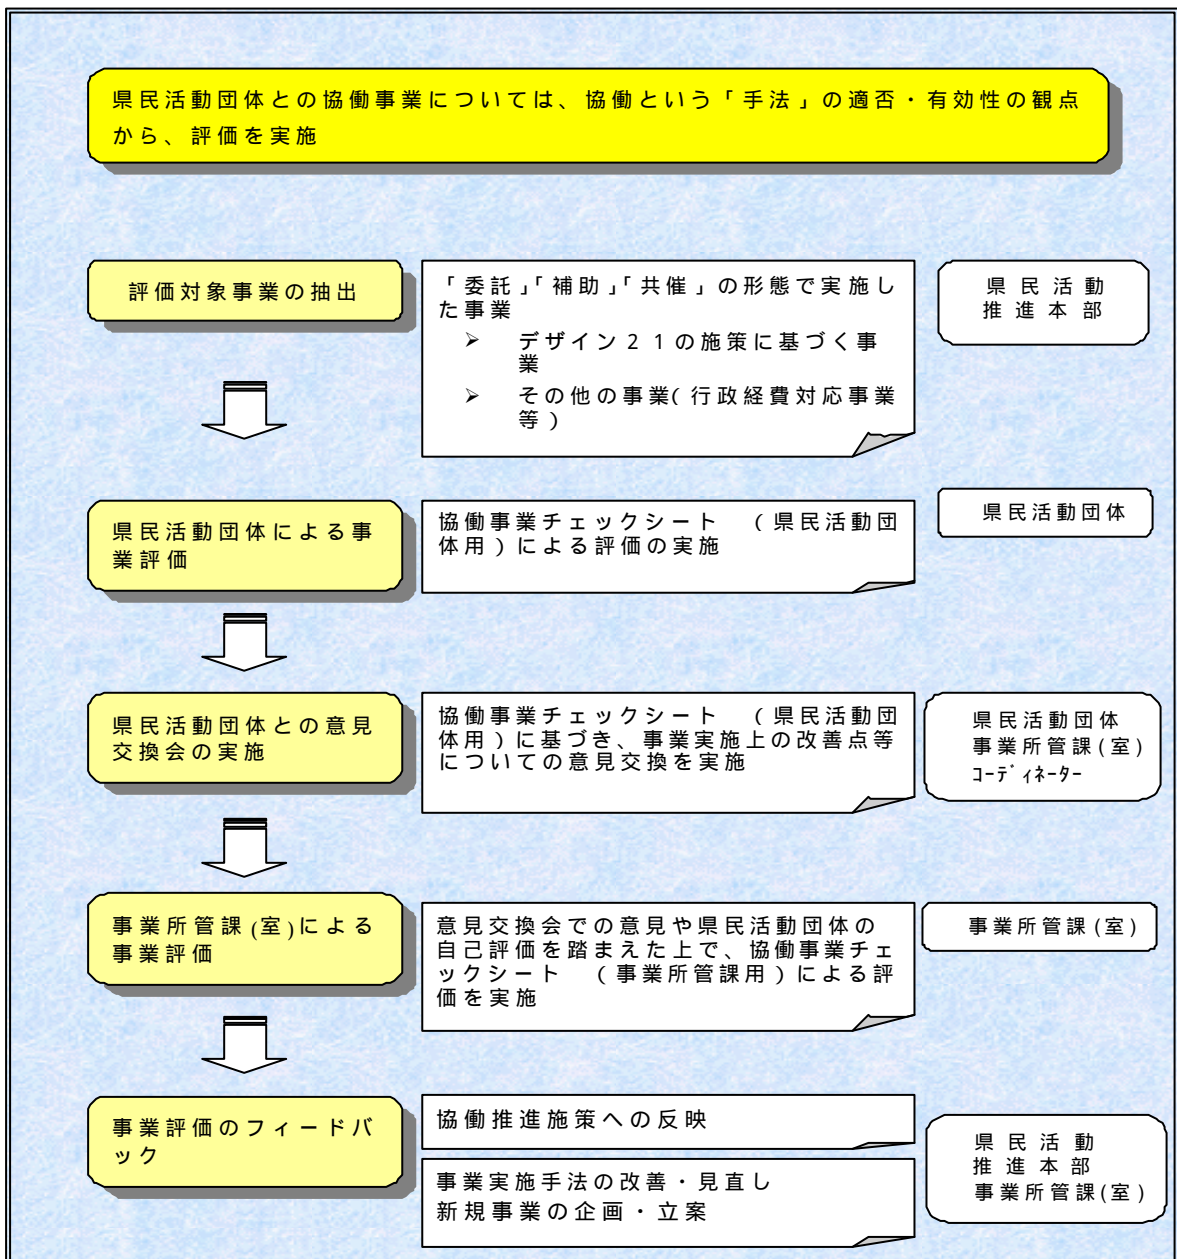 県民活動団体との協働事業については、協働という「手法」の適否・有効性の観点
から、評価を実施
評価対象事業の抽出
「委託」「補助」「共催」の形態で実施し
た事業
➢ デザイン２１の施策に基づく事
業
➢ その他の事業(行政経費対応事業
等)
県民活動
推進本部
県民活動団体による事
業評価
協働事業チェックシート　(県民活動団
体用)による評価の実施
県民活動団体
県民活動団体との意見
交換会の実施
協働事業チェックシート　(県民活動団
体用)に基づき、事業実施上の改善点等
についての意見交換を実施
県民活動団体
事業所管課(室)
ｺｰﾃﾞｨﾈｰﾀｰ
事業所管課(室)による
事業評価
意見交換会での意見や県民活動団体の
自己評価を踏まえた上で、協働事業チェ
ックシート　(事業所管課用)による評
価を実施
事業所管課(室)
事業評価のフィードバ
ック
協働推進施策への反映
事業実施手法の改善・見直し
新規事業の企画・立案
県民活動
推進本部
事業所管課(室)